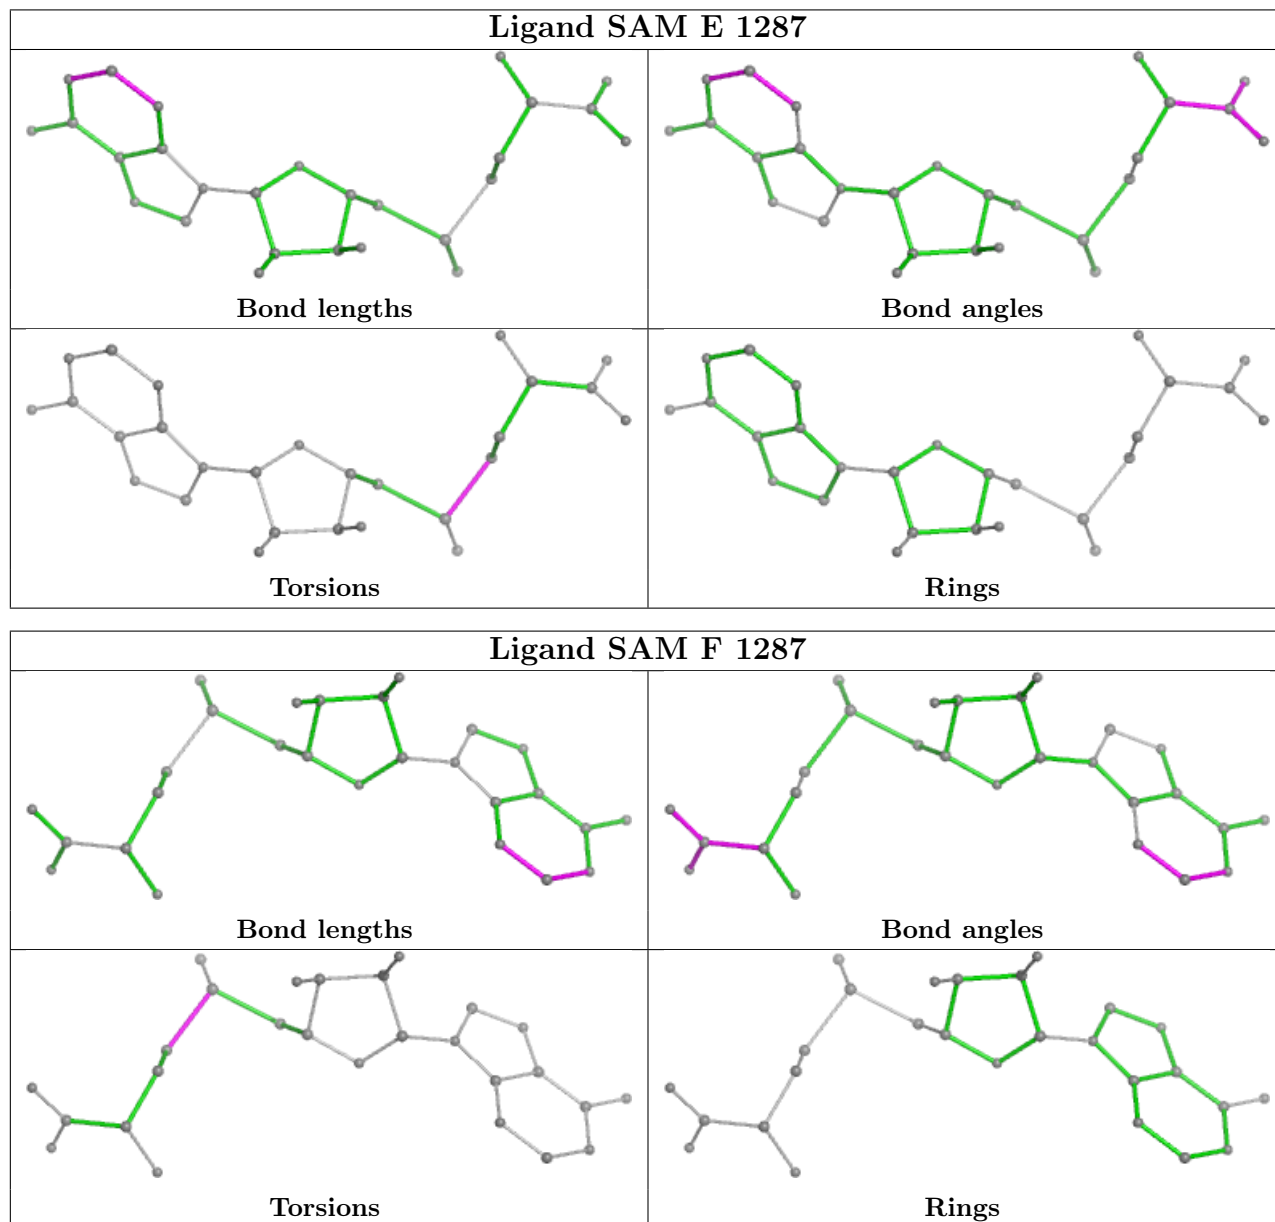 Ligand SAM E 1287
Bond lengths
Bond angles
Torsions
Rings
Ligand SAM F 1287
Bond lengths
Bond angles
Torsions
Rings